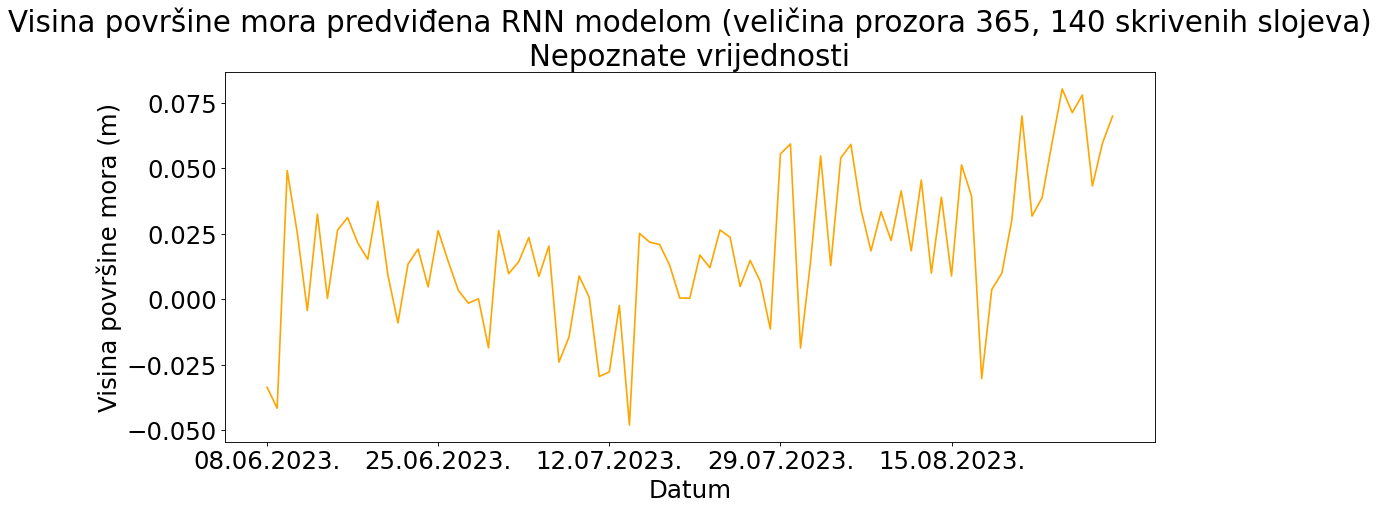 Visina površine mora predviđena RNN modelom (veličina prozora 365, 140 skrivenih slojeva)
Nepoznate vrijednosti
Visina površine mora (m)
0.075
0.050
0.025
0.000
−0.025
−0.050
08.06.2023. 25.06.2023. 12.07.2023. 29.07.2023. 15.08.2023.
Datum